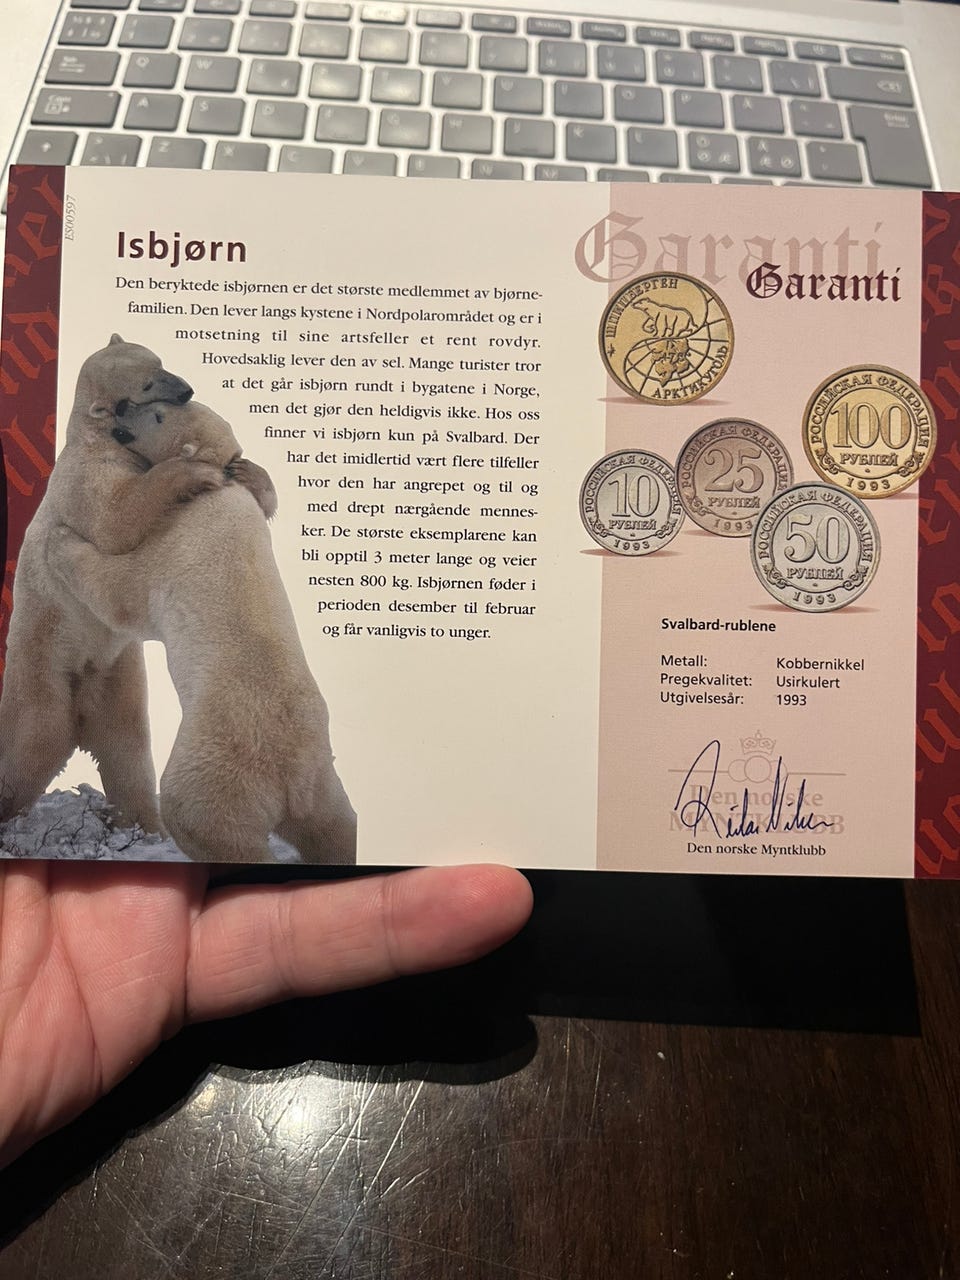 ES00597
Isbjørn
Den beryktede isbjørnen er det største medlemmet av bjørne-
familien. Den lever langs kystene i Nordpolarområdet og er i
motsetning til sine artsfeller et rent rovdyr.
Hovedsaklig lever den av sel. Mange turister tror
at det går isbjørn rundt i bygatene i Norge,
men det gjør den heldigvis ikke. Hos oss
finner vi isbjørn kun på Svalbard. Der
har det imidlertid vært flere tilfeller
hvor den har angrepet og til og
med drept nærgående mennes-
ker. De største eksemplarene kan
bli opptil 3 meter lange og veier
nesten 800 kg. Isbjørnen føder i
perioden desember til februar
og får vanligvis to unger.
Garanti
Garanti
ШПИЦБЕРГЕН
АРКТИКУГОЛЬ
РОССИЙСКАЯ ФЕДЕРАЦИЯ
100
РУБЛЕЙ
1993
РОССИЙСКАЯ ФЕДЕРАЦИЯ
25
РУБЛЕЙ
1993
РОССИЙСКАЯ ФЕДЕРАЦИЯ
10
РУБЛЕЙ
1993
РОССИЙСКАЯ ФЕДЕРАЦИЯ
50
РУБЛЕЙ
1993
Svalbard-rublene
Metall: Kobbernikkel
Pregekvalitet: Usirkulert
Utgivelsesår: 1993
Den norske
MYNTKLUBB
Den norske Myntklubb